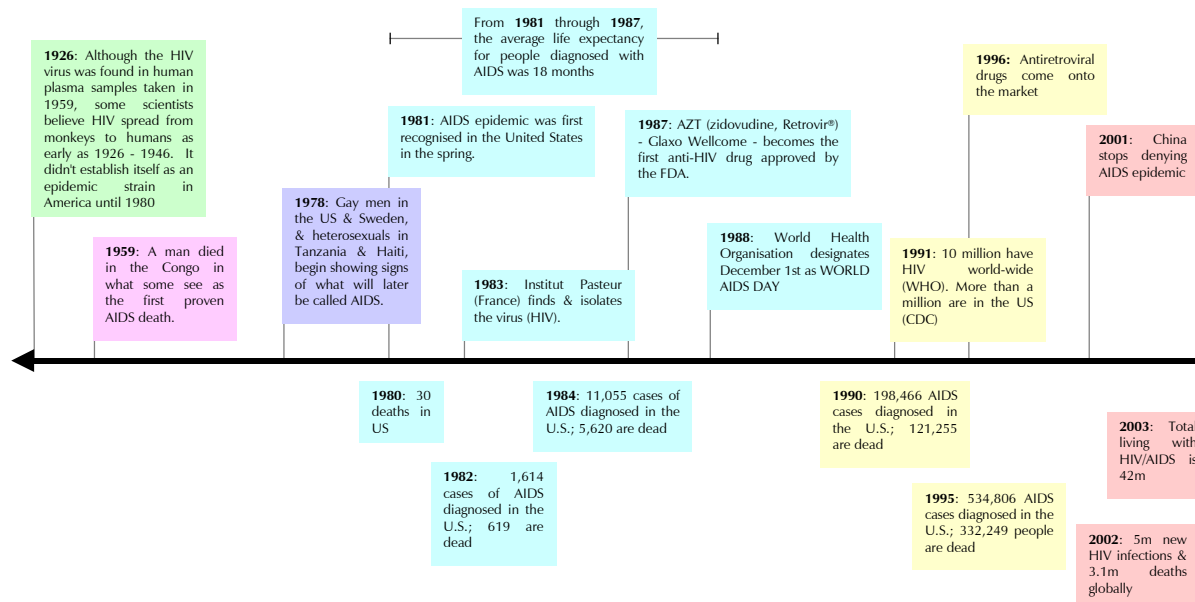 From 1981 through 1987,
the average life expectancy
for people diagnosed with
AIDS was 18 months
1926: Although the HIV
virus was found in human
plasma samples taken in
1959, some scientists
believe HIV spread from
monkeys to humans as
early as 1926 - 1946. It
didn't establish itself as an
epidemic strain in
America until 1980
1996: Antiretroviral
drugs come onto
the market
1981: AIDS epidemic was first
recognised in the United States
in the spring.
1987: AZT (zidovudine, Retrovir®)
- Glaxo Wellcome - becomes the
first anti-HIV drug approved by
the FDA.
2001: China
stops denying
AIDS epidemic
1978: Gay men in
the US & Sweden,
& heterosexuals in
Tanzania & Haiti,
begin showing signs
of what will later
be called AIDS.
1959: A man died
in the Congo in
what some see as
the first proven
AIDS death.
1988: World Health
Organisation designates
December 1st as WORLD
AIDS DAY
1991: 10 million have
HIV world-wide
(WHO). More than a
million are in the US
(CDC)
1983: Institut Pasteur
(France) finds & isolates
the virus (HIV).
1980: 30
deaths in
US
1984: 11,055 cases of
AIDS diagnosed in the
U.S.; 5,620 are dead
1990: 198,466 AIDS
cases diagnosed in
the U.S.; 121,255
are dead
2003: Total
living with
HIV/AIDS is
42m
1982: 1,614
cases of AIDS
diagnosed in the
U.S.; 619 are
dead
1995: 534,806 AIDS
cases diagnosed in the
U.S.; 332,249 people
are dead
2002: 5m new
HIV infections &
3.1m deaths
globally